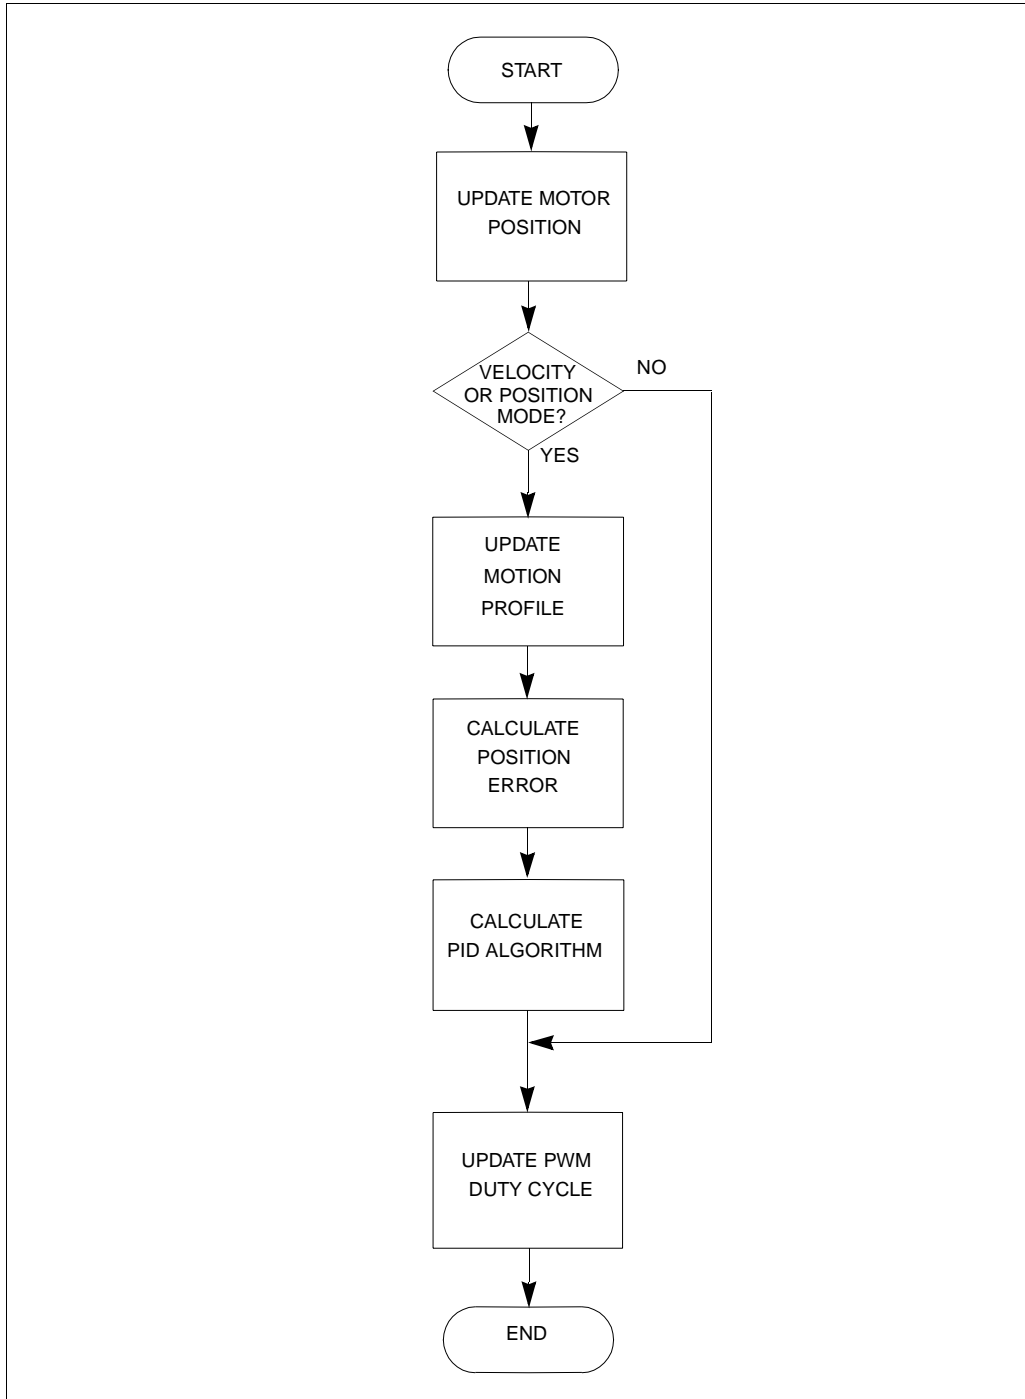 START
UPDATE MOTOR
POSITION
VELOCITY
OR POSITION
MODE?
NO
YES
UPDATE
MOTION
PROFILE
CALCULATE
POSITION
ERROR
CALCULATE
PID ALGORITHM
UPDATE PWM
DUTY CYCLE
END